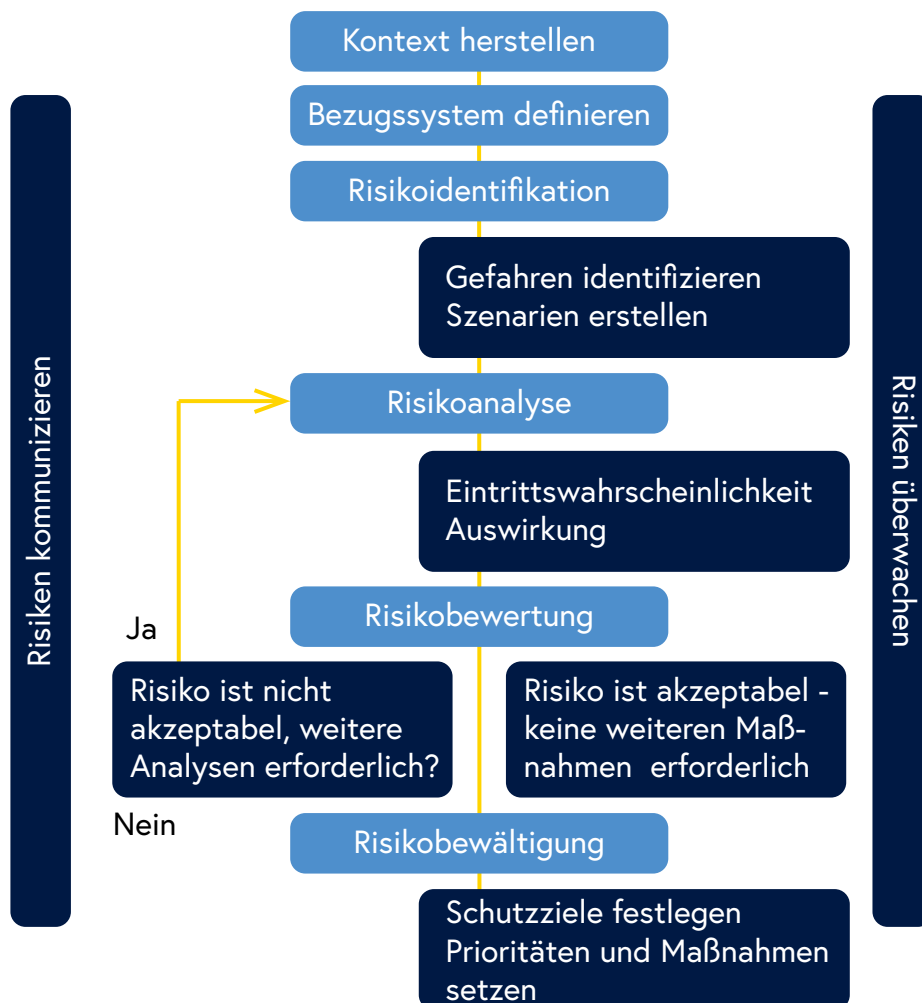 Kontext herstellen
Bezugssystem definieren
Risikoidentifikation
Gefahren identifizieren
Szenarien erstellen
Risikoanalyse
Eintrittswahrscheinlichkeit
Auswirkung
Risikobewertung
Ja
Risiko ist nicht
akzeptabel, weitere
Analysen erforderlich?
Nein
Risiko ist akzeptabel -
keine weiteren Maß-
nahmen erforderlich
Risikobewältigung
Schutzziele festlegen
Prioritäten und Maßnahmen
setzen
Risiken kommunizieren
Risiken überwachen